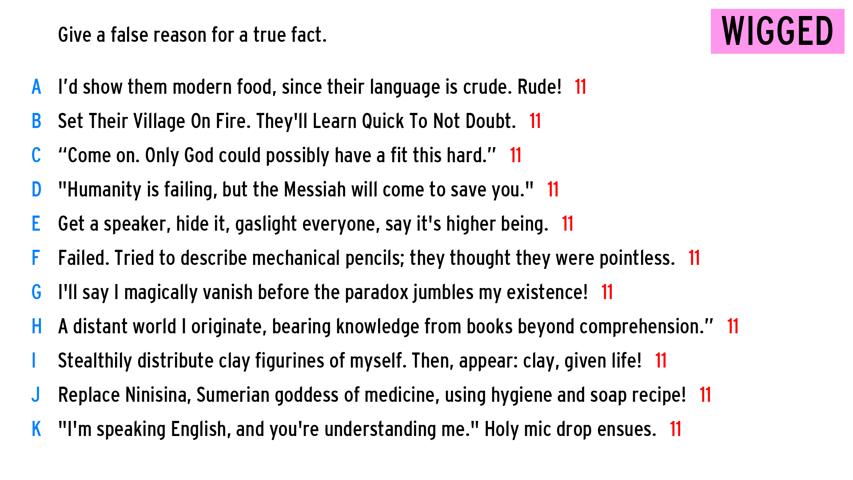 Give a false reason for a true fact.
WIGGED
A I’d show them modern food, since their language is crude. Rude! 11
B Set Their Village On Fire. They'll Learn Quick To Not Doubt. 11
C “Come on. Only God could possibly have a fit this hard.” 11
D "Humanity is failing, but the Messiah will come to save you." 11
E Get a speaker, hide it, gaslight everyone, say it's higher being. 11
F Failed. Tried to describe mechanical pencils; they thought they were pointless. 11
G I'll say I magically vanish before the paradox jumbles my existence! 11
H A distant world I originate, bearing knowledge from books beyond comprehension.” 11
I Stealthily distribute clay figurines of myself. Then, appear: clay, given life! 11
J Replace Ninisina, Sumerian goddess of medicine, using hygiene and soap recipe! 11
K "I'm speaking English, and you're understanding me." Holy mic drop ensues. 11